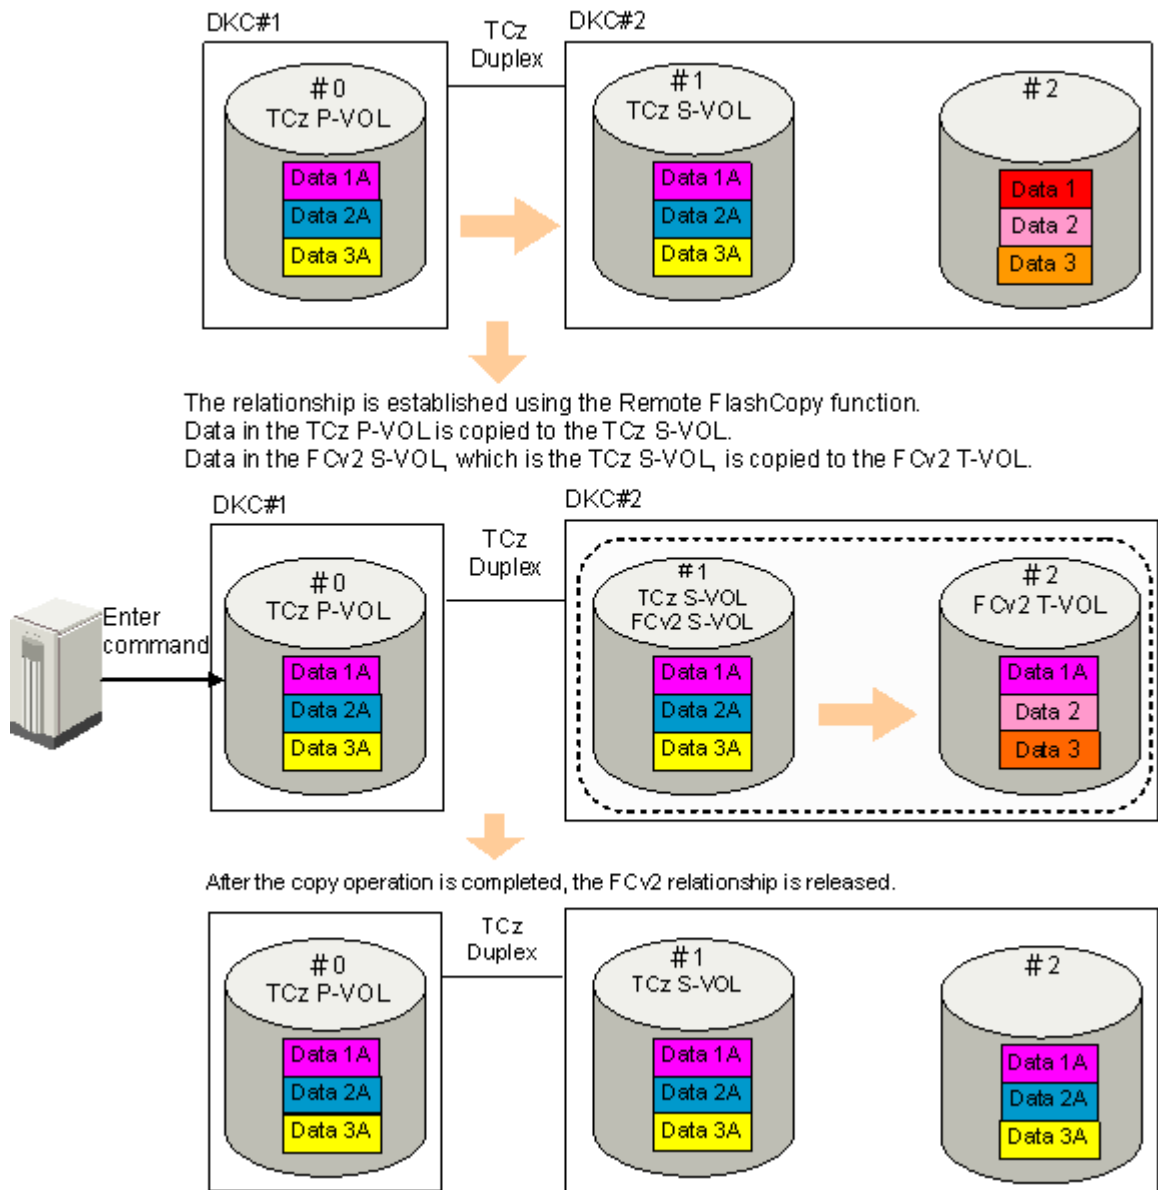 DKC#1
TCz
Duplex
DKC#2
#0
TCz P-VOL
Data 1A
Data 2A
Data 3A
#1
TCz S-VOL
Data 1A
Data 2A
Data 3A
#2
Data 1
Data 2
Data 3
The relationship is established using the Remote FlashCopy function.
Data in the TCz P-VOL is copied to the TCz S-VOL.
Data in the FCv2 S-VOL, which is the TCz S-VOL, is copied to the FCv2 T-VOL.
DKC#1
TCz
Duplex
DKC#2
Enter
command
#0
TCz P-VOL
Data 1A
Data 2A
Data 3A
#1
TCz S-VOL
FCv2 S-VOL
Data 1A
Data 2A
Data 3A
#2
FCv2 T-VOL
Data 1A
Data 2
Data 3
After the copy operation is completed, the FCv2 relationship is released.
TCz
Duplex
#0
TCz P-VOL
Data 1A
Data 2A
Data 3A
#1
TCz S-VOL
Data 1A
Data 2A
Data 3A
#2
Data 1A
Data 2A
Data 3A